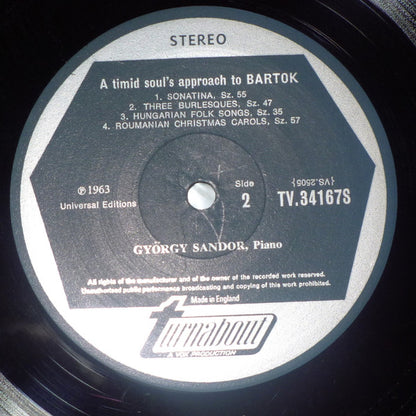 STEREO
A timid soul's approach to BARTOK
1. SONATINA, Sz. 55
2. THREE BURLESQUES, Sz. 47
3. HUNGARIAN FOLK SONGS, Sz. 35
4. ROUMANIAN CHRISTMAS CAROLS, Sz. 57
℗ 1963
Universal Editions
Side
2
{VS.2505}
TV.34167S
GYÖRGY SANDOR, Piano
All rights of the manufacturer and of the owner of the recorded work reserved.
Unauthorised public performance broadcasting and copying of this work prohibited.
Made in England
turnabout
A VOX PRODUCTION